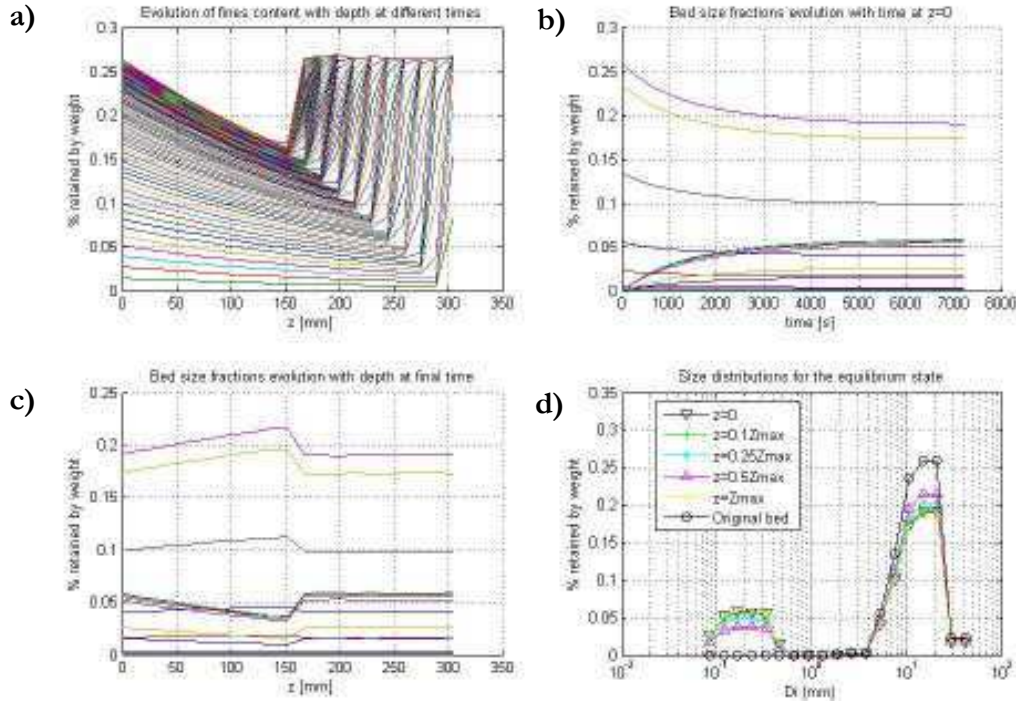 a)
Evolution of fines content with depth at different times
% retained by weight
0.3
0.25
0.2
0.15
0.1
0.05
0
0 50 100 150 200 250 300 350
z [mm]
b)
Bed size fractions evolution with time at z=0
% retained by weight
0.3
0.25
0.2
0.15
0.1
0.05
0
0 1000 2000 3000 4000 5000 6000 7000 8000
time [s]
c)
Bed size fractions evolution with depth at final time
% retained by weight
0.25
0.2
0.15
0.1
0.05
0
0 50 100 150 200 250 300 350
z [mm]
d)
Size distributions for the equilibrium state
% retained by weight
0.35
0.3
0.25
0.2
0.15
0.1
0.05
0
z=0
z=0.1Zmax
z=0.25Zmax
z=0.5Zmax
z=Zmax
Original bed
Di [mm]